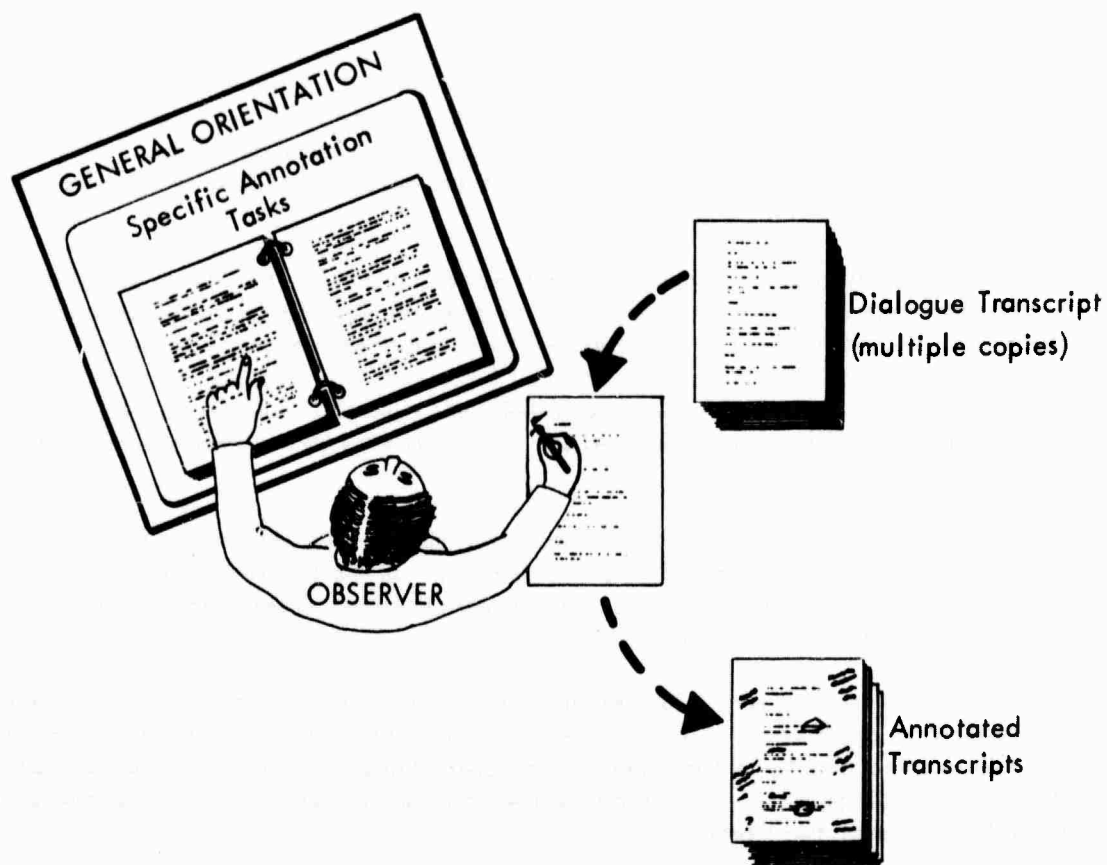 GENERAL ORIENTATION
Specific Annotation
Tasks
Dialogue Transcript
(multiple copies)
OBSERVER
Annotated
Transcripts
?